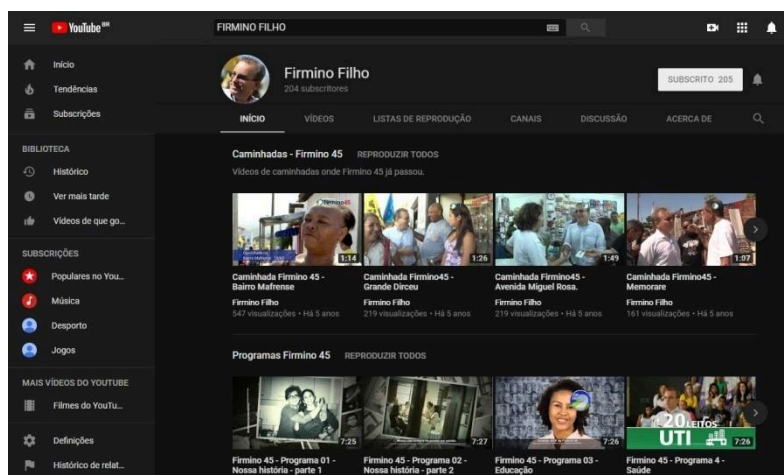 YouTube BR
FIRMINO FILHO
Início
Tendências
Subscrições
BIBLIOTECA
Histórico
Ver mais tarde
Vídeos de que go...
SUBSCRIÇÕES
Populares no You...
Música
Desporto
Jogos
MAIS VÍDEOS DO YOUTUBE
Filmes do YouTu...
Definições
Histórico de relat...
Firmino Filho
204 subscritores
SUBSCRITO 205
INÍCIO VÍDEOS LISTAS DE REPRODUÇÃO CANAIS DISCUSSÃO ACERCA DE
Caminhadas - Firmino 45 REPRODUZIR TODOS
Vídeos de caminhadas onde Firmino 45 já passou.
Firmino45
1:14
1:26
1:49
1:07
Caminhada Firmino 45 -
Bairro Mafrense
Firmino Filho
547 visualizações • Há 5 anos
Caminhada Firmino45 -
Grande Dirceu
Firmino Filho
219 visualizações • Há 5 anos
Caminhada Firmino45 -
Avenida Miguel Rosa.
Firmino Filho
219 visualizações • Há 5 anos
Caminhada Firmino45 -
Memorare
Firmino Filho
161 visualizações • Há 5 anos
Programas Firmino 45 REPRODUZIR TODOS
7:25
7:27
7:26
20 LEITOS
UTI
7:26
Firmino 45 - Programa 01 -
Nossa história - parte 1
Firmino 45 - Programa 02 -
Nossa história - parte 2
Firmino 45 - Programa 03 -
Educação
Firmino 45 - Programa 4 -
Saúde